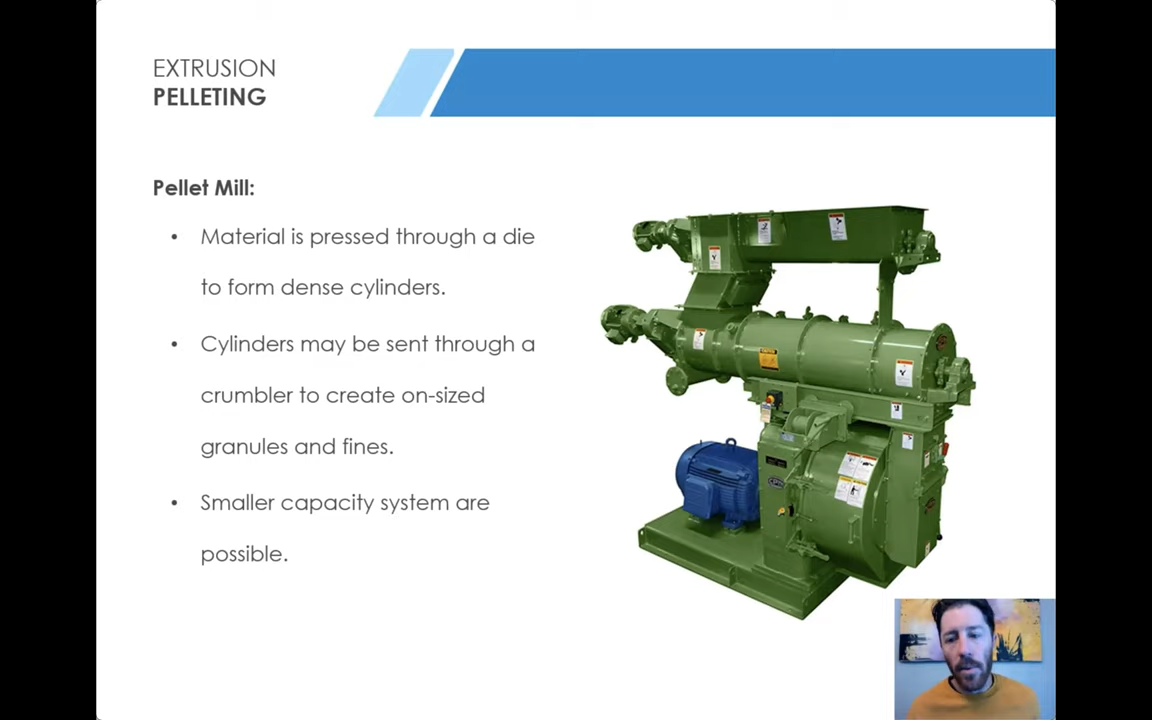 EXTRUSION
PELLETING
Pellet Mill:
• Material is pressed through a die
to form dense cylinders.
• Cylinders may be sent through a
crumbler to create on-sized
granules and fines.
• Smaller capacity system are
possible.